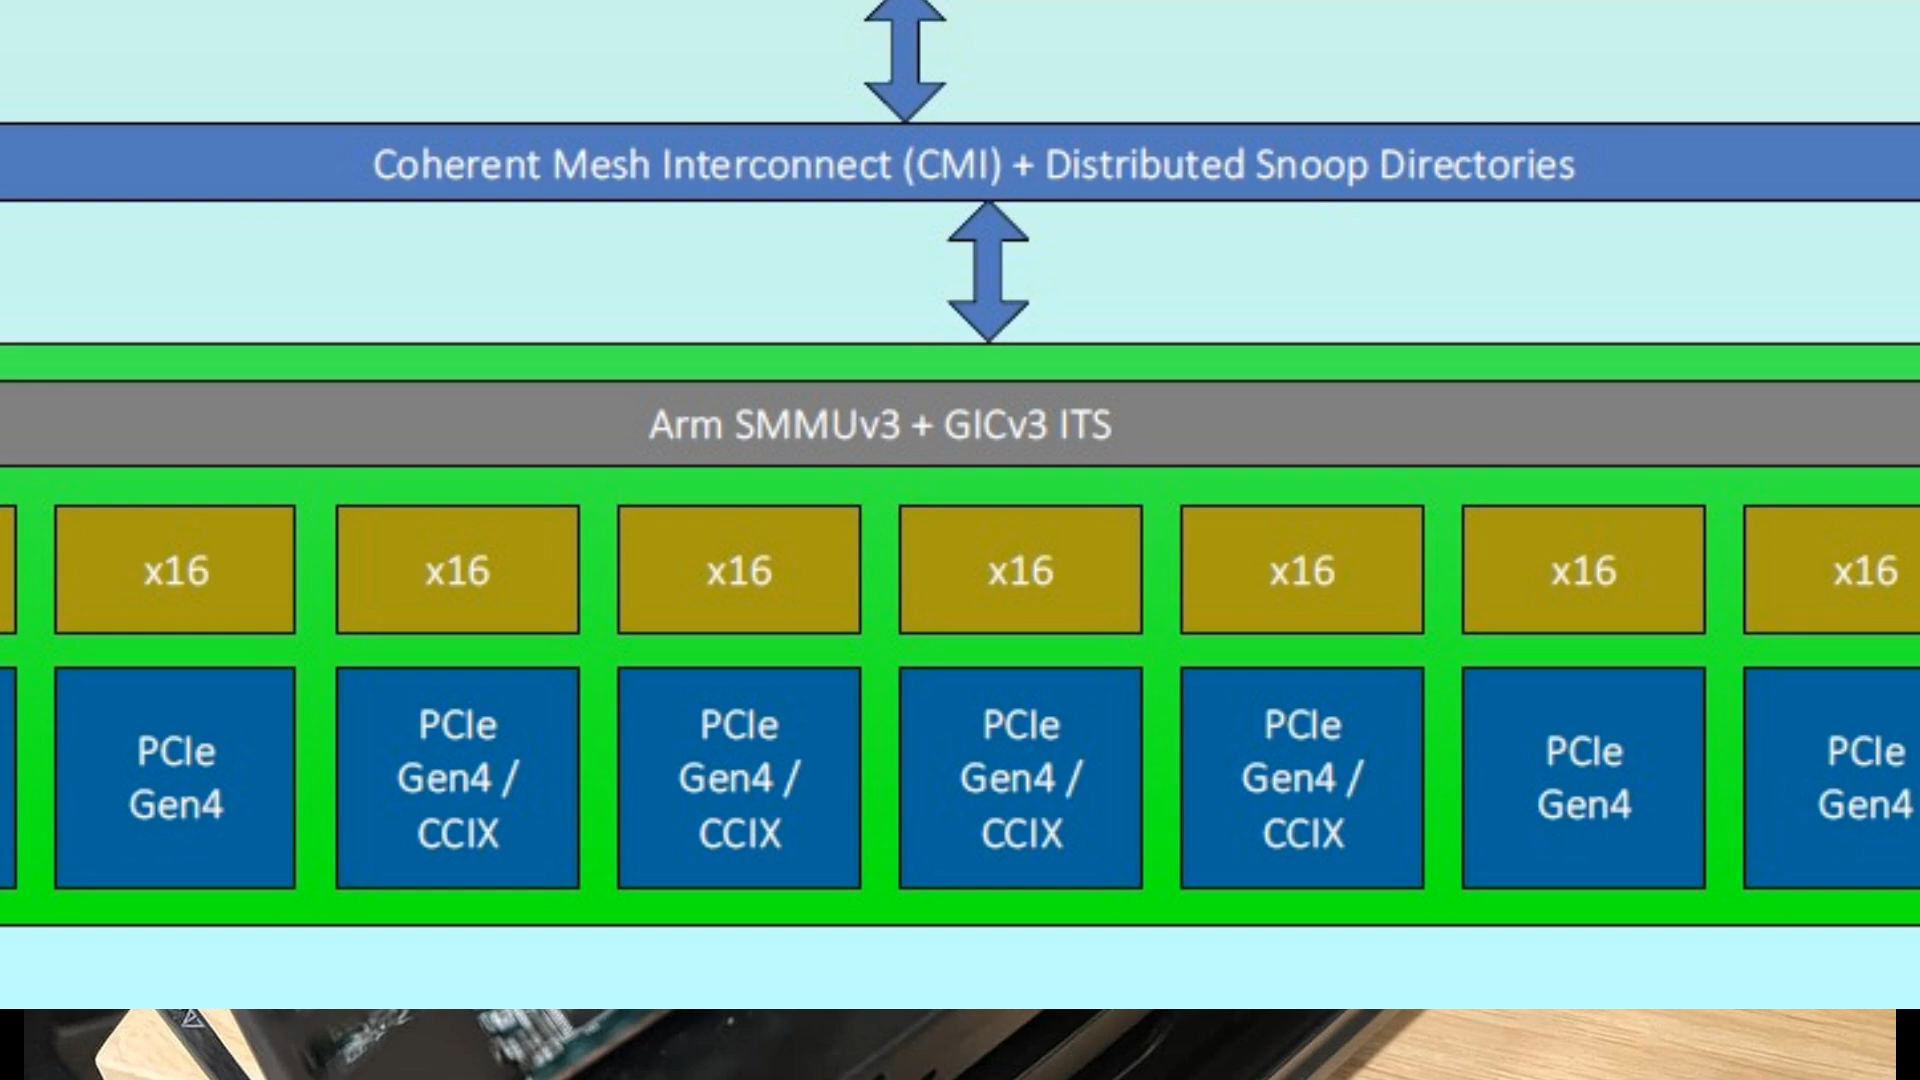 Coherent Mesh Interconnect (CMI) + Distributed Snoop Directories
Arm SMMUv3 + GICv3 ITS
x16
x16
x16
x16
x16
x16
x16
PCIe
Gen4
PCIe
Gen4 /
CCIX
PCIe
Gen4 /
CCIX
PCIe
Gen4 /
CCIX
PCIe
Gen4 /
CCIX
PCIe
Gen4
PCIe
Gen4